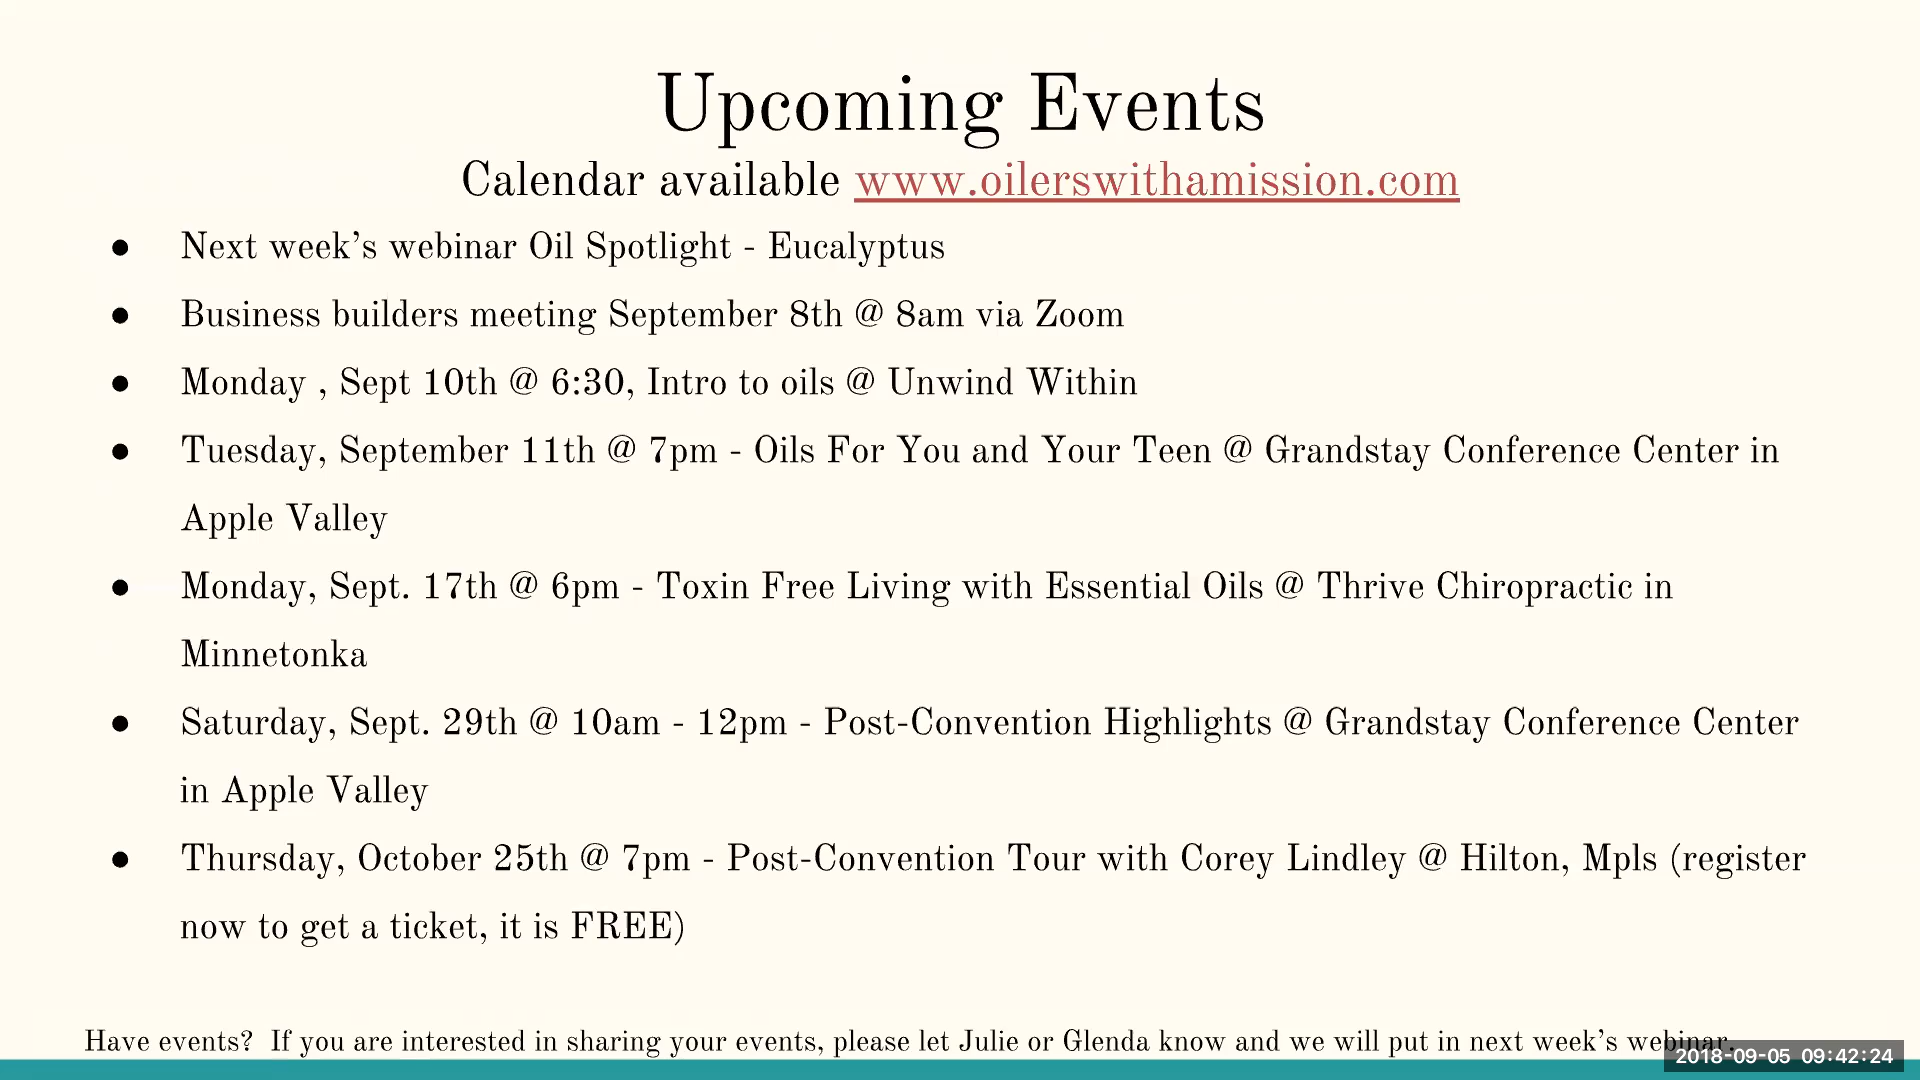 Upcoming Events
Calendar available www.oilerswithamission.com
● Next week’s webinar Oil Spotlight - Eucalyptus
● Business builders meeting September 8th @ 8am via Zoom
● Monday , Sept 10th @ 6:30, Intro to oils @ Unwind Within
● Tuesday, September 11th @ 7pm - Oils For You and Your Teen @ Grandstay Conference Center in
Apple Valley
● Monday, Sept. 17th @ 6pm - Toxin Free Living with Essential Oils @ Thrive Chiropractic in
Minnetonka
● Saturday, Sept. 29th @ 10am - 12pm - Post-Convention Highlights @ Grandstay Conference Center
in Apple Valley
● Thursday, October 25th @ 7pm - Post-Convention Tour with Corey Lindley @ Hilton, Mpls (register
now to get a ticket, it is FREE)
Have events?  If you are interested in sharing your events, please let Julie or Glenda know and we will put in next week’s webinar.
2018-09-05 09:42:24